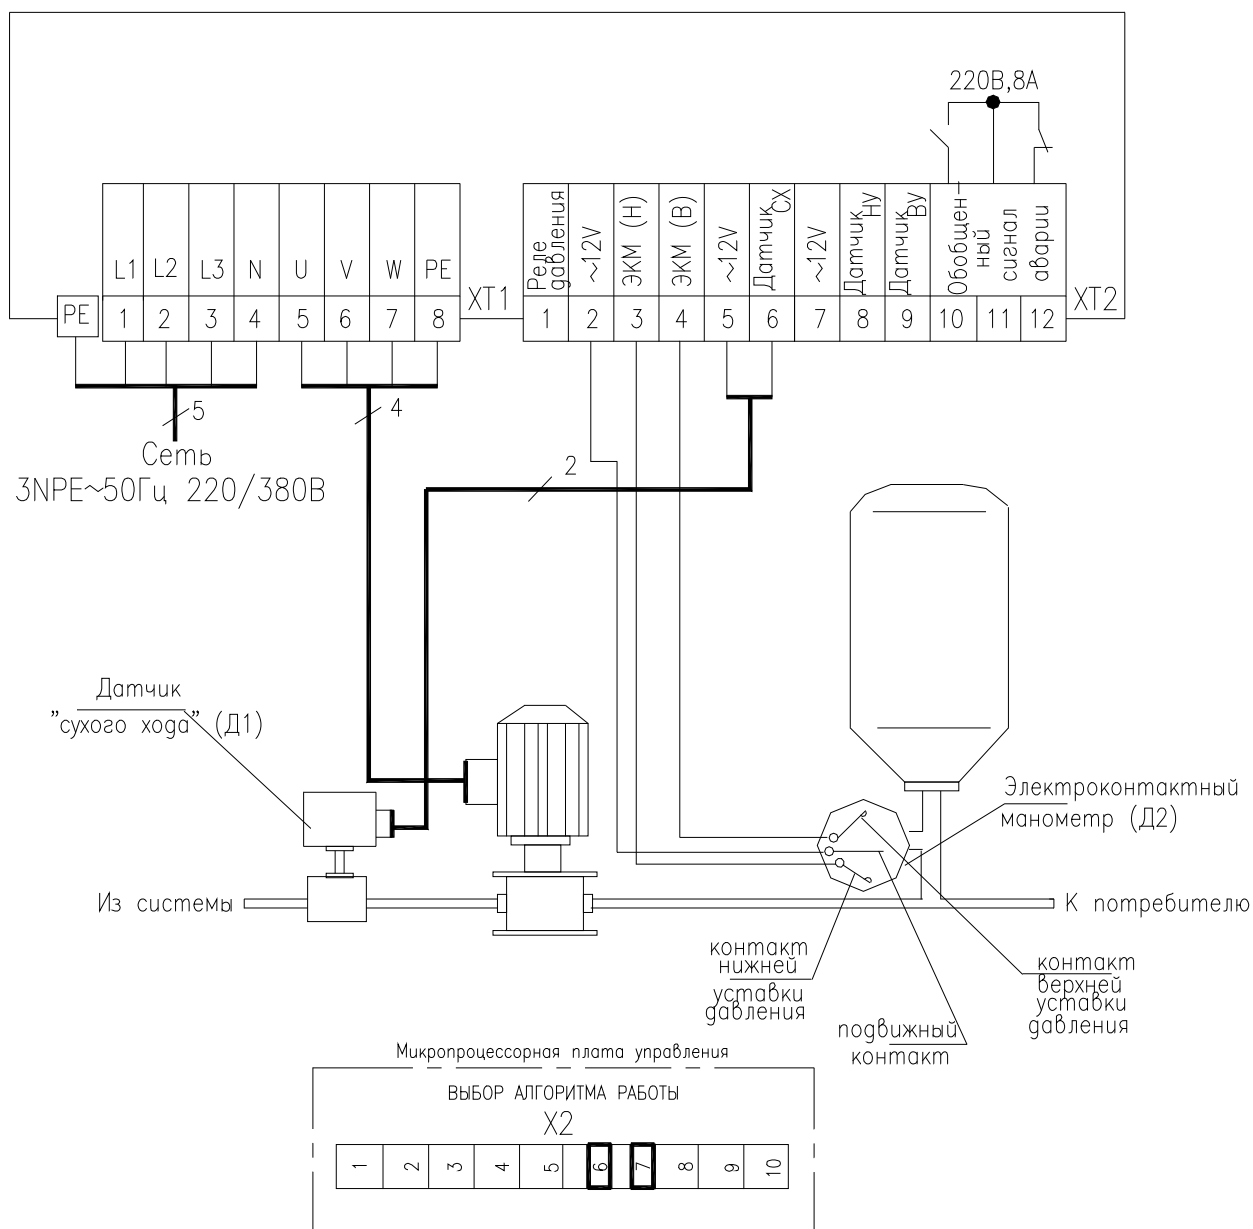 220В,8А
L1 L2 L3 N U V W PE
XT1
PE 1 2 3 4 5 6 7 8
Реле
давления
~12V
ЭКМ (Н)
ЭКМ (В)
~12V
Датчик СХ
~12V
Датчик НУ
Датчик ВУ
Обобщен-
ный
сигнал
аварии
XT2
1 2 3 4 5 6 7 8 9 10 11 12
5
4
Сеть
3NPE~50Гц 220/380В
2
Датчик
"сухого хода" (Д1)
Электроконтактный
манометр (Д2)
Из системы
К потребителю
контакт
нижней
уставки
давления
контакт
верхней
уставки
давления
подвижный
контакт
Микропроцессорная плата управления
ВЫБОР АЛГОРИТМА РАБОТЫ
X2
1 2 3 4 5 6 7 8 9 10